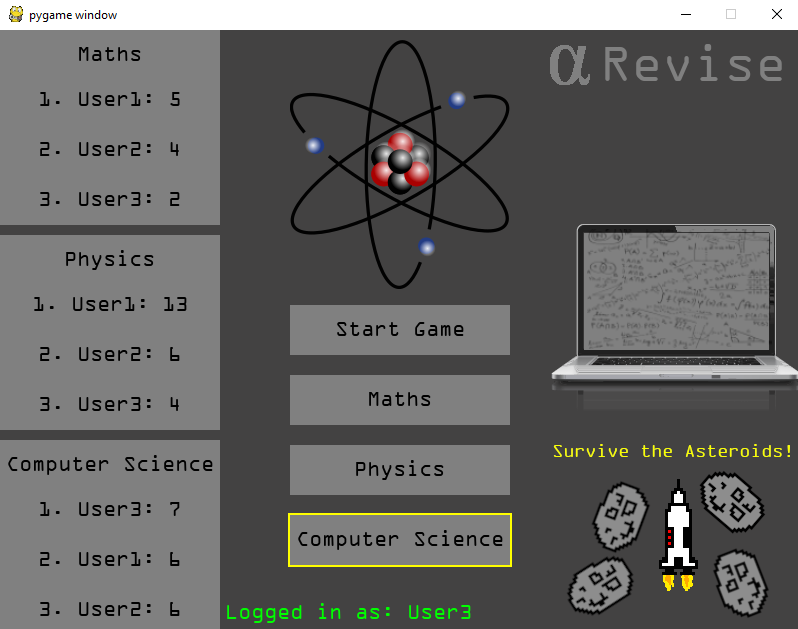 pygame window
Maths
1. User1: 5
2. User2: 4
3. User3: 2
Physics
1. User1: 13
2. User2: 6
3. User3: 4
Computer Science
1. User3: 7
2. User1: 6
3. User2: 6
Start Game
Maths
Physics
Computer Science
Logged in as: User3
α Revise
Survive the Asteroids!